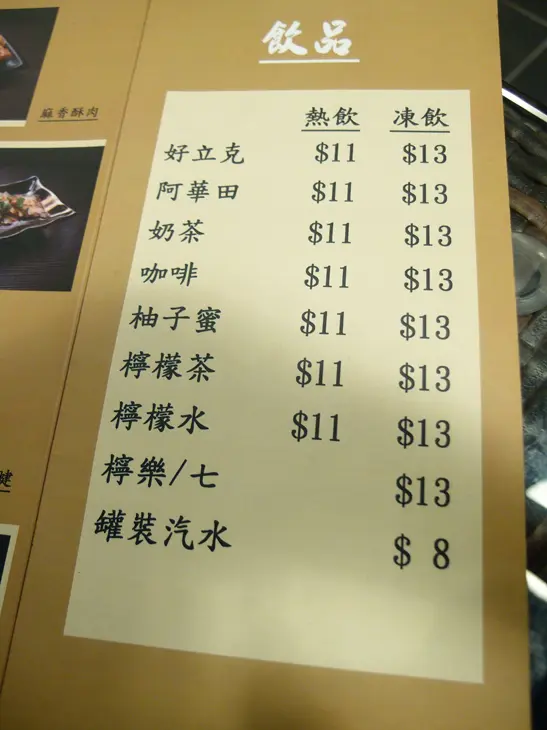 飲品
熱飲 凍飲
好立克 $11 $13
阿華田 $11 $13
奶茶 $11 $13
咖啡 $11 $13
柚子蜜 $11 $13
檸檬茶 $11 $13
檸檬水 $11 $13
檸樂/七 $13
罐裝汽水 $ 8
麻香酥肉